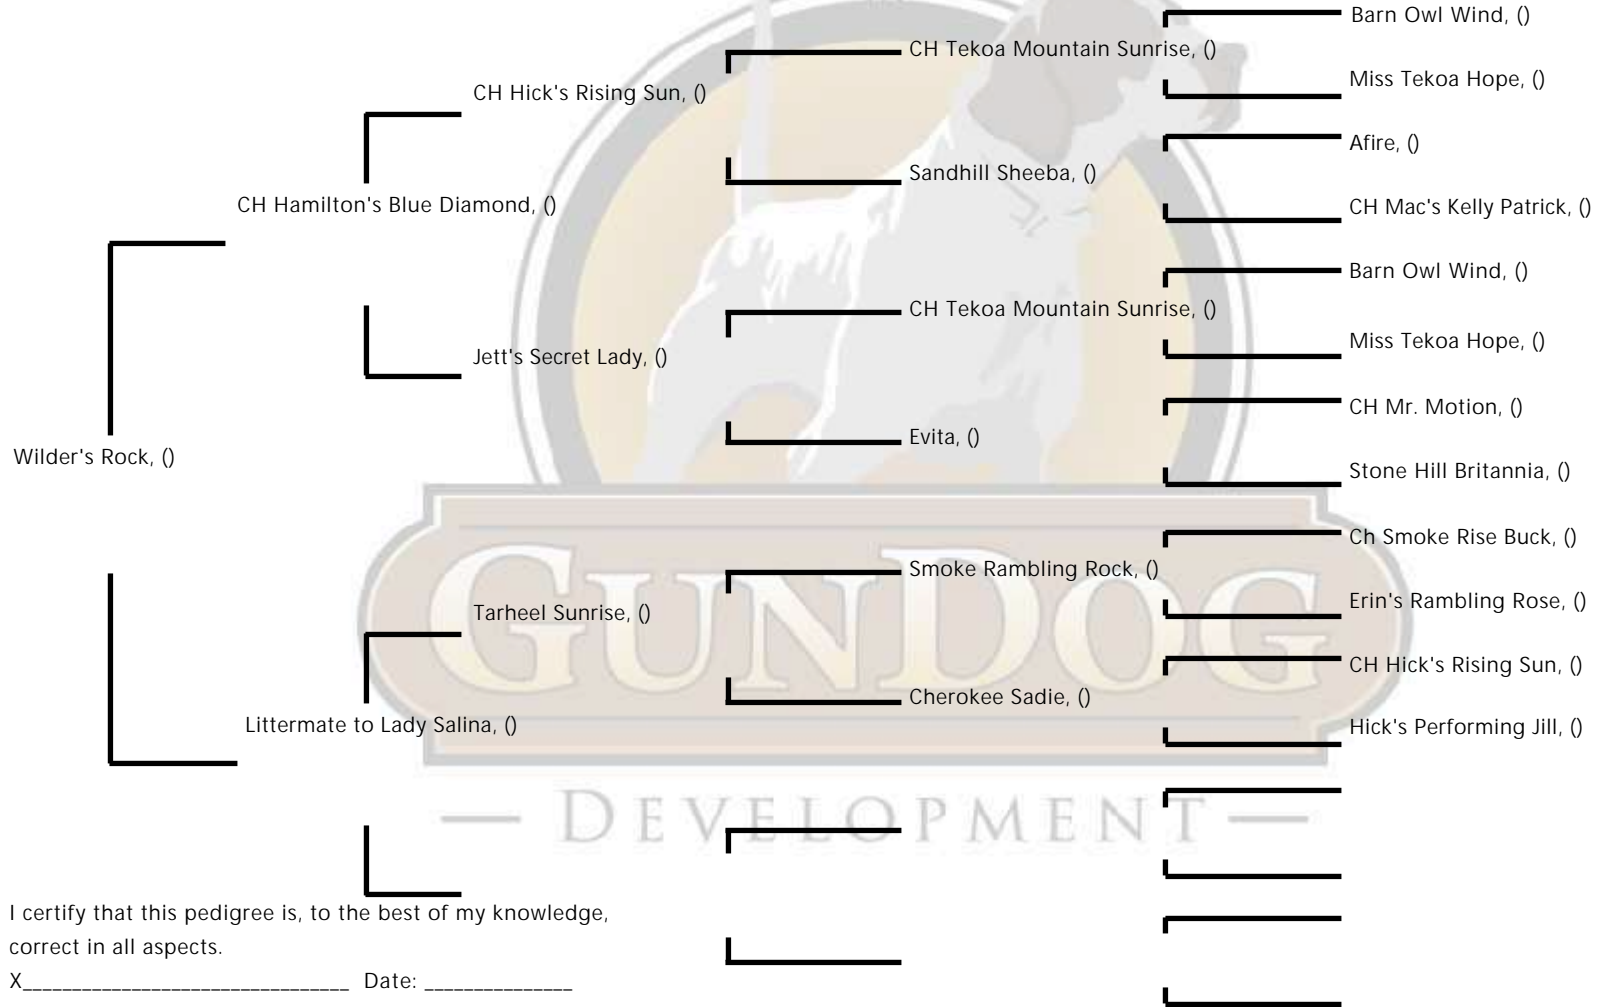 Barn Owl Wind, ()
CH Tekoa Mountain Sunrise, ()
Miss Tekoa Hope, ()
CH Hick's Rising Sun, ()
Afire, ()
Sandhill Sheeba, ()
CH Mac's Kelly Patrick, ()
CH Hamilton's Blue Diamond, ()
Barn Owl Wind, ()
CH Tekoa Mountain Sunrise, ()
Miss Tekoa Hope, ()
Jett's Secret Lady, ()
CH Mr. Motion, ()
Evita, ()
Stone Hill Britannia, ()
Wilder's Rock, ()
Ch Smoke Rise Buck, ()
Smoke Rambling Rock, ()
Erin's Rambling Rose, ()
Tarheel Sunrise, ()
CH Hick's Rising Sun, ()
Cherokee Sadie, ()
Hick's Performing Jill, ()
Littermate to Lady Salina, ()
GUNDOG
— DEVELOPMENT —
I certify that this pedigree is, to the best of my knowledge,
correct in all aspects.
X______________________________ Date: ______________